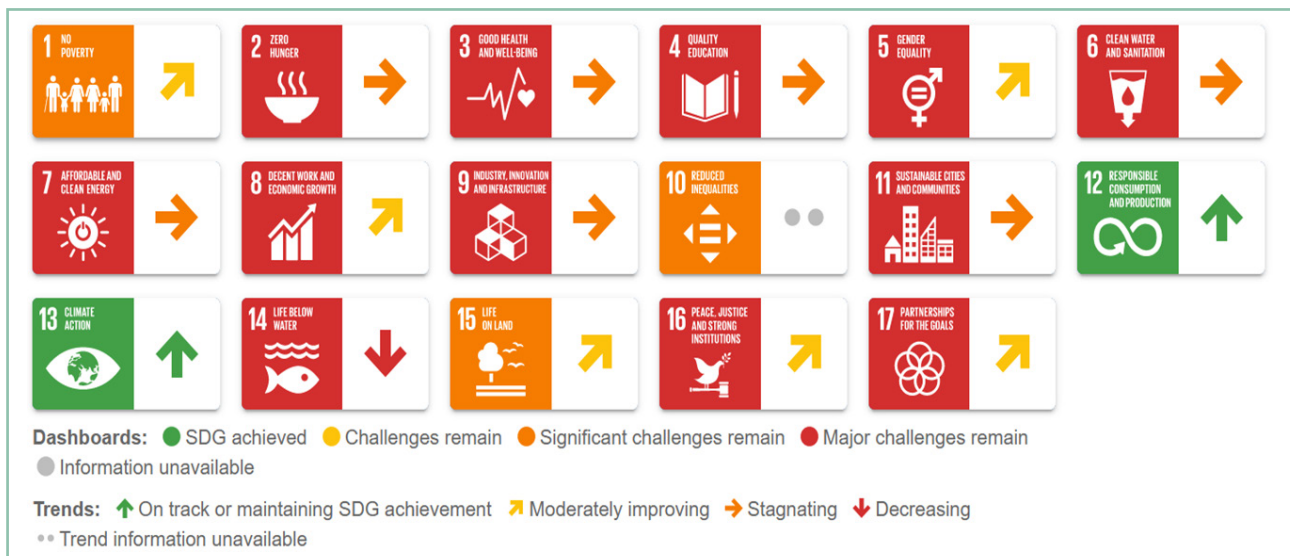 1 NO POVERTY
2 ZERO HUNGER
3 GOOD HEALTH AND WELL-BEING
4 QUALITY EDUCATION
5 GENDER EQUALITY
6 CLEAN WATER AND SANITATION
7 AFFORDABLE AND CLEAN ENERGY
8 DECENT WORK AND ECONOMIC GROWTH
9 INDUSTRY, INNOVATION AND INFRASTRUCTURE
10 REDUCED INEQUALITIES
11 SUSTAINABLE CITIES AND COMMUNITIES
12 RESPONSIBLE CONSUMPTION AND PRODUCTION
13 CLIMATE ACTION
14 LIFE BELOW WATER
15 LIFE ON LAND
16 PEACE, JUSTICE AND STRONG INSTITUTIONS
17 PARTNERSHIPS FOR THE GOALS
Dashboards: SDG achieved Challenges remain Significant challenges remain Major challenges remain
Information unavailable
Trends: On track or maintaining SDG achievement Moderately improving Stagnating Decreasing
Trend information unavailable